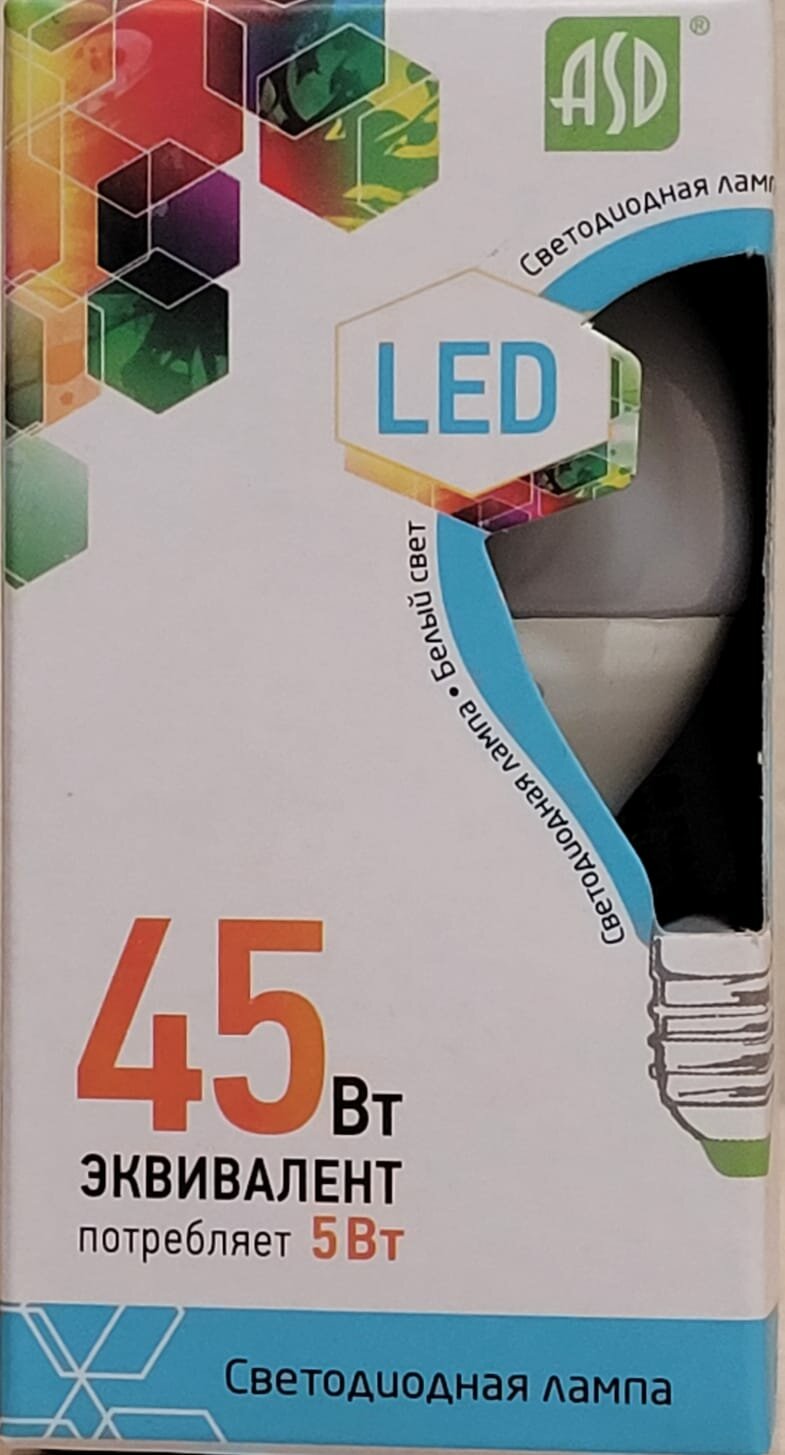 ASD®
Светодиодная ламп
LED
Светодиодная лампа • Белый свет
45Вт
ЭКВИВАЛЕНТ
потребляет 5Вт
Светодиодная лампа